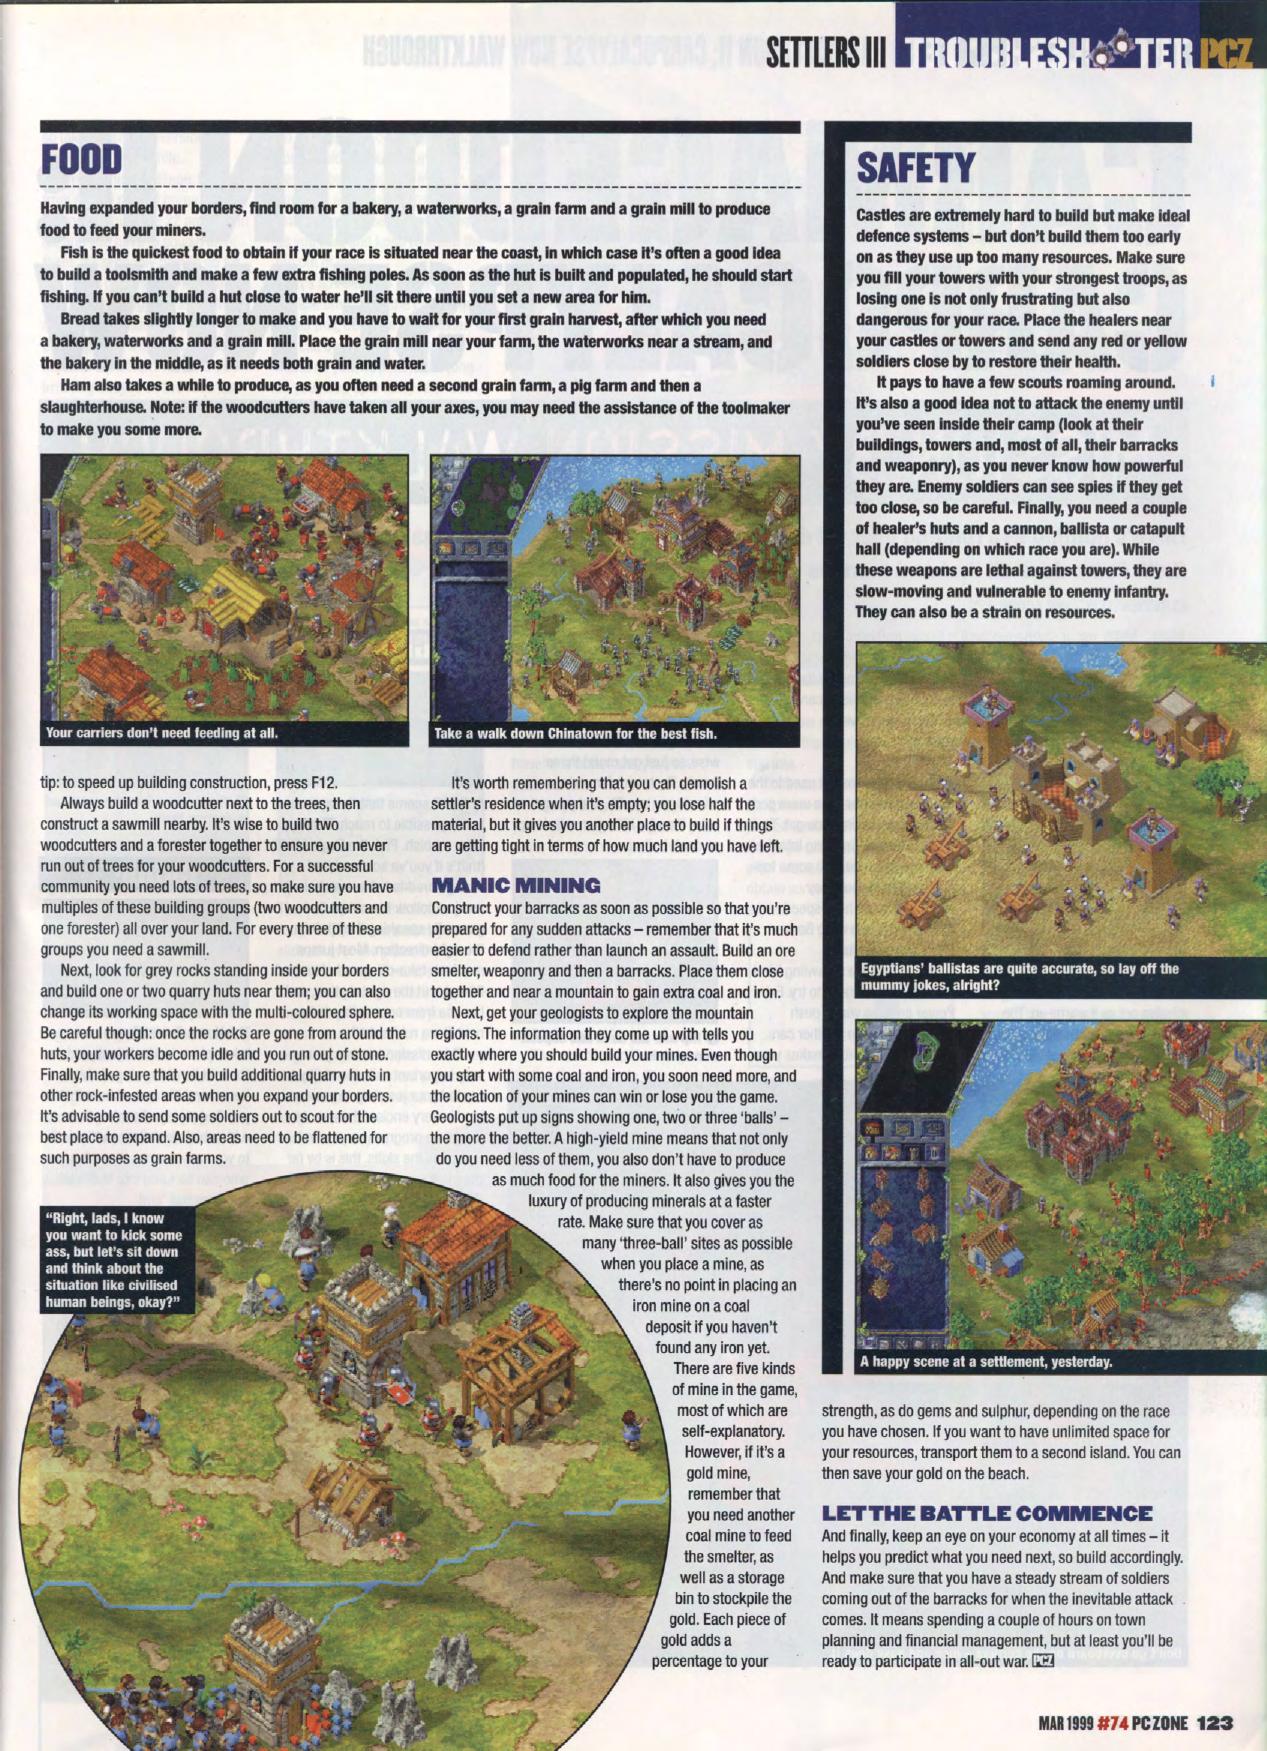 SETTLERS III TROUBLESHOOTER PCZ
FOOD
Having expanded your borders, find room for a bakery, a waterworks, a grain farm and a grain mill to produce
food to feed your miners.
Fish is the quickest food to obtain if your race is situated near the coast, in which case it's often a good idea
to build a toolsmith and make a few extra fishing poles. As soon as the hut is built and populated, he should start
fishing. If you can't build a hut close to water he'll sit there until you set a new area for him.
Bread takes slightly longer to make and you have to wait for your first grain harvest, after which you need
a bakery, waterworks and a grain mill. Place the grain mill near your farm, the waterworks near a stream, and
the bakery in the middle, as it needs both grain and water.
Ham also takes a while to produce, as you often need a second grain farm, a pig farm and then a
slaughterhouse. Note: if the woodcutters have taken all your axes, you may need the assistance of the toolmaker
to make you some more.
Your carriers don't need feeding at all.
Take a walk down Chinatown for the best fish.
tip: to speed up building construction, press F12.
Always build a woodcutter next to the trees, then
construct a sawmill nearby. It's wise to build two
woodcutters and a forester together to ensure you never
run out of trees for your woodcutters. For a successful
community you need lots of trees, so make sure you have
multiples of these building groups (two woodcutters and
one forester) all over your land. For every three of these
groups you need a sawmill.
Next, look for grey rocks standing inside your borders
and build one or two quarry huts near them; you can also
change its working space with the multi-coloured sphere.
Be careful though: once the rocks are gone from around the
huts, your workers become idle and you run out of stone.
Finally, make sure that you build additional quarry huts in
other rock-infested areas when you expand your borders.
It's advisable to send some soldiers out to scout for the
best place to expand. Also, areas need to be flattened for
such purposes as grain farms.
"Right, lads, I know
you want to kick some
ass, but let's sit down
and think about the
situation like civilised
human beings, okay?"
It's worth remembering that you can demolish a
settler's residence when it's empty; you lose half the
material, but it gives you another place to build if things
are getting tight in terms of how much land you have left.
MANIC MINING
Construct your barracks as soon as possible so that you're
prepared for any sudden attacks – remember that it's much
easier to defend rather than launch an assault. Build an ore
smelter, weaponry and then a barracks. Place them close
together and near a mountain to gain extra coal and iron.
Next, get your geologists to explore the mountain
regions. The information they come up with tells you
exactly where you should build your mines. Even though
you start with some coal and iron, you soon need more, and
the location of your mines can win or lose you the game.
Geologists put up signs showing one, two or three 'balls' –
the more the better. A high-yield mine means that not only
do you need less of them, you also don't have to produce
as much food for the miners. It also gives you the
luxury of producing minerals at a faster
rate. Make sure that you cover as
many 'three-ball' sites as possible
when you place a mine, as
there's no point in placing an
iron mine on a coal
deposit if you haven't
found any iron yet.
There are five kinds
of mine in the game,
most of which are
self-explanatory.
However, if it's a
gold mine,
remember that
you need another
coal mine to feed
the smelter, as
well as a storage
bin to stockpile the
gold. Each piece of
gold adds a
percentage to your
SAFETY
Castles are extremely hard to build but make ideal
defence systems – but don't build them too early
on as they use up too many resources. Make sure
you fill your towers with your strongest troops, as
losing one is not only frustrating but also
dangerous for your race. Place the healers near
your castles or towers and send any red or yellow
soldiers close by to restore their health.
It pays to have a few scouts roaming around.
It's also a good idea not to attack the enemy until
you've seen inside their camp (look at their
buildings, towers and, most of all, their barracks
and weaponry), as you never know how powerful
they are. Enemy soldiers can see spies if they get
too close, so be careful. Finally, you need a couple
of healer's huts and a cannon, ballista or catapult
hall (depending on which race you are). While
these weapons are lethal against towers, they are
slow-moving and vulnerable to enemy infantry.
They can also be a strain on resources.
Egyptians' ballistas are quite accurate, so lay off the
mummy jokes, alright?
A happy scene at a settlement, yesterday.
strength, as do gems and sulphur, depending on the race
you have chosen. If you want to have unlimited space for
your resources, transport them to a second island. You can
then save your gold on the beach.
LET THE BATTLE COMMENCE
And finally, keep an eye on your economy at all times – it
helps you predict what you need next, so build accordingly.
And make sure that you have a steady stream of soldiers
coming out of the barracks for when the inevitable attack
comes. It means spending a couple of hours on town
planning and financial management, but at least you'll be
ready to participate in all-out war. PCZ
MAR 1999 #74 PC ZONE 123